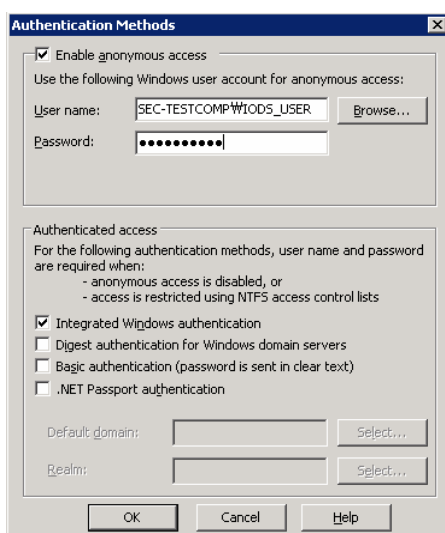 Authentication Methods
Enable anonymous access
Use the following Windows user account for anonymous access:
User name:
SEC-TESTCOMP₩IODS_USER
Browse...
Password:
●●●●●●●●●●
Authenticated access
For the following authentication methods, user name and password
are required when:
- anonymous access is disabled, or
- access is restricted using NTFS access control lists
Integrated Windows authentication
Digest authentication for Windows domain servers
Basic authentication (password is sent in clear text)
.NET Passport authentication
Default domain:
Select...
Realm:
Select...
OK
Cancel
Help